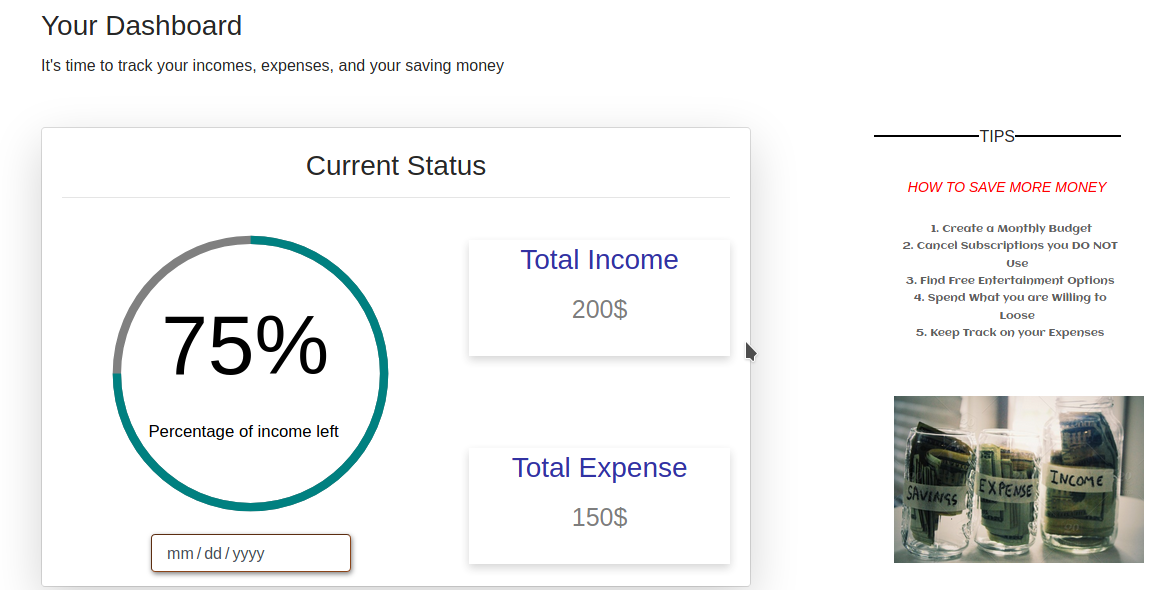 Your Dashboard
It's time to track your incomes, expenses, and your saving money
Current Status
75%
Percentage of income left
mm / dd / yyyy
Total Income
200$
Total Expense
150$
TIPS
HOW TO SAVE MORE MONEY
1. Create a Monthly Budget
2. Cancel Subscriptions you DO NOT
Use
3. Find Free Entertainment Options
4. Spend What you are Willing to
Loose
5. Keep Track on your Expenses
SAVINGS
EXPENSE
INCOME